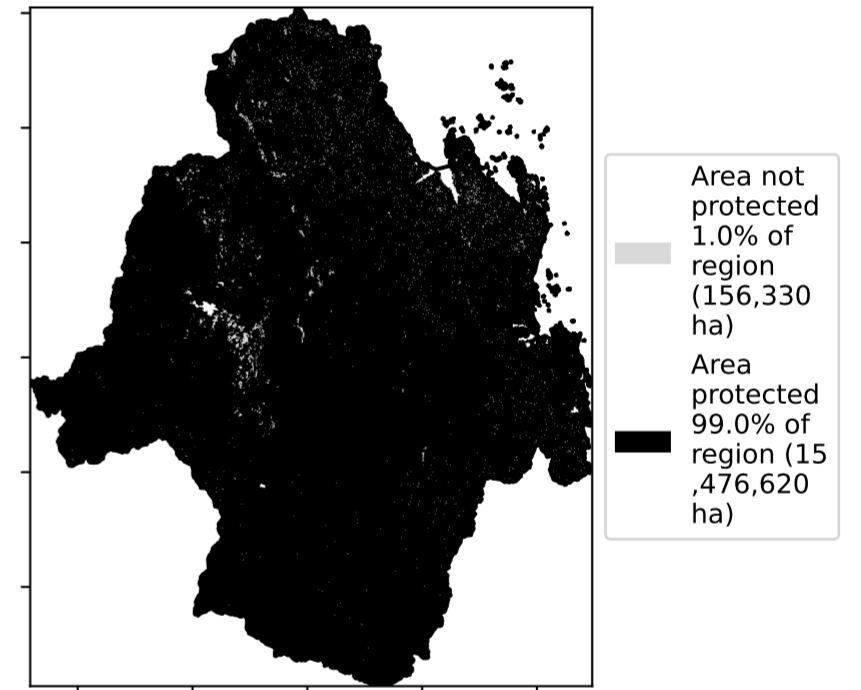 Area not
protected
1.0% of
region
(156,330
ha)
Area
protected
99.0% of
region (15
,476,620
ha)